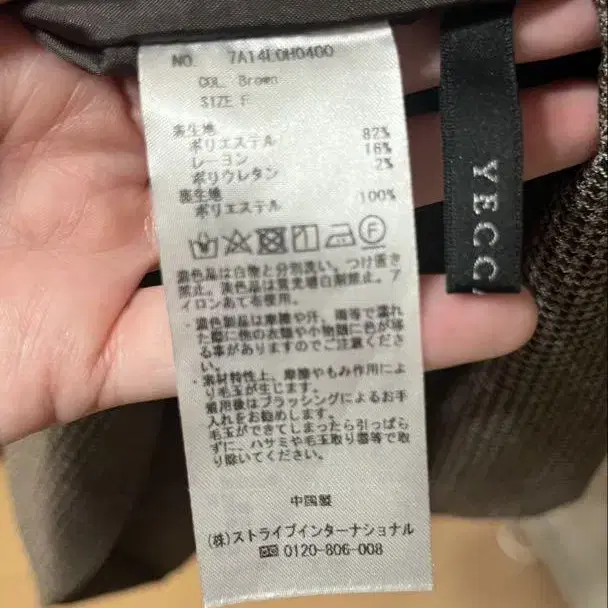 NO. 7A14L0H0400
COL. Brown
SIZE F
表生地
ポリエステル 82%
レーヨン 16%
ポリウレタン 2%
裏生地
ポリエステル 100%
F
濃色品は白物と分別洗い。つけ置き
禁止。洗剤は蛍光増白剤禁止。ア
イロンあて布使用。
・濃色製品は摩擦や汗、雨等で濡れ
た際に他の衣類や小物類に色が移
る事がありますのでご注意くださ
い。
・素材特性上、摩擦やもみ作用によ
り毛玉が生じます。
着用後はブラッシングによるお手
入れをお勧めします。
毛玉ができてしまったら引っぱら
ずに、ハサミや毛玉取り器等で取
り除いてください。
中国製
(株)ストライプインターナショナル
0120-806-008
YECCA